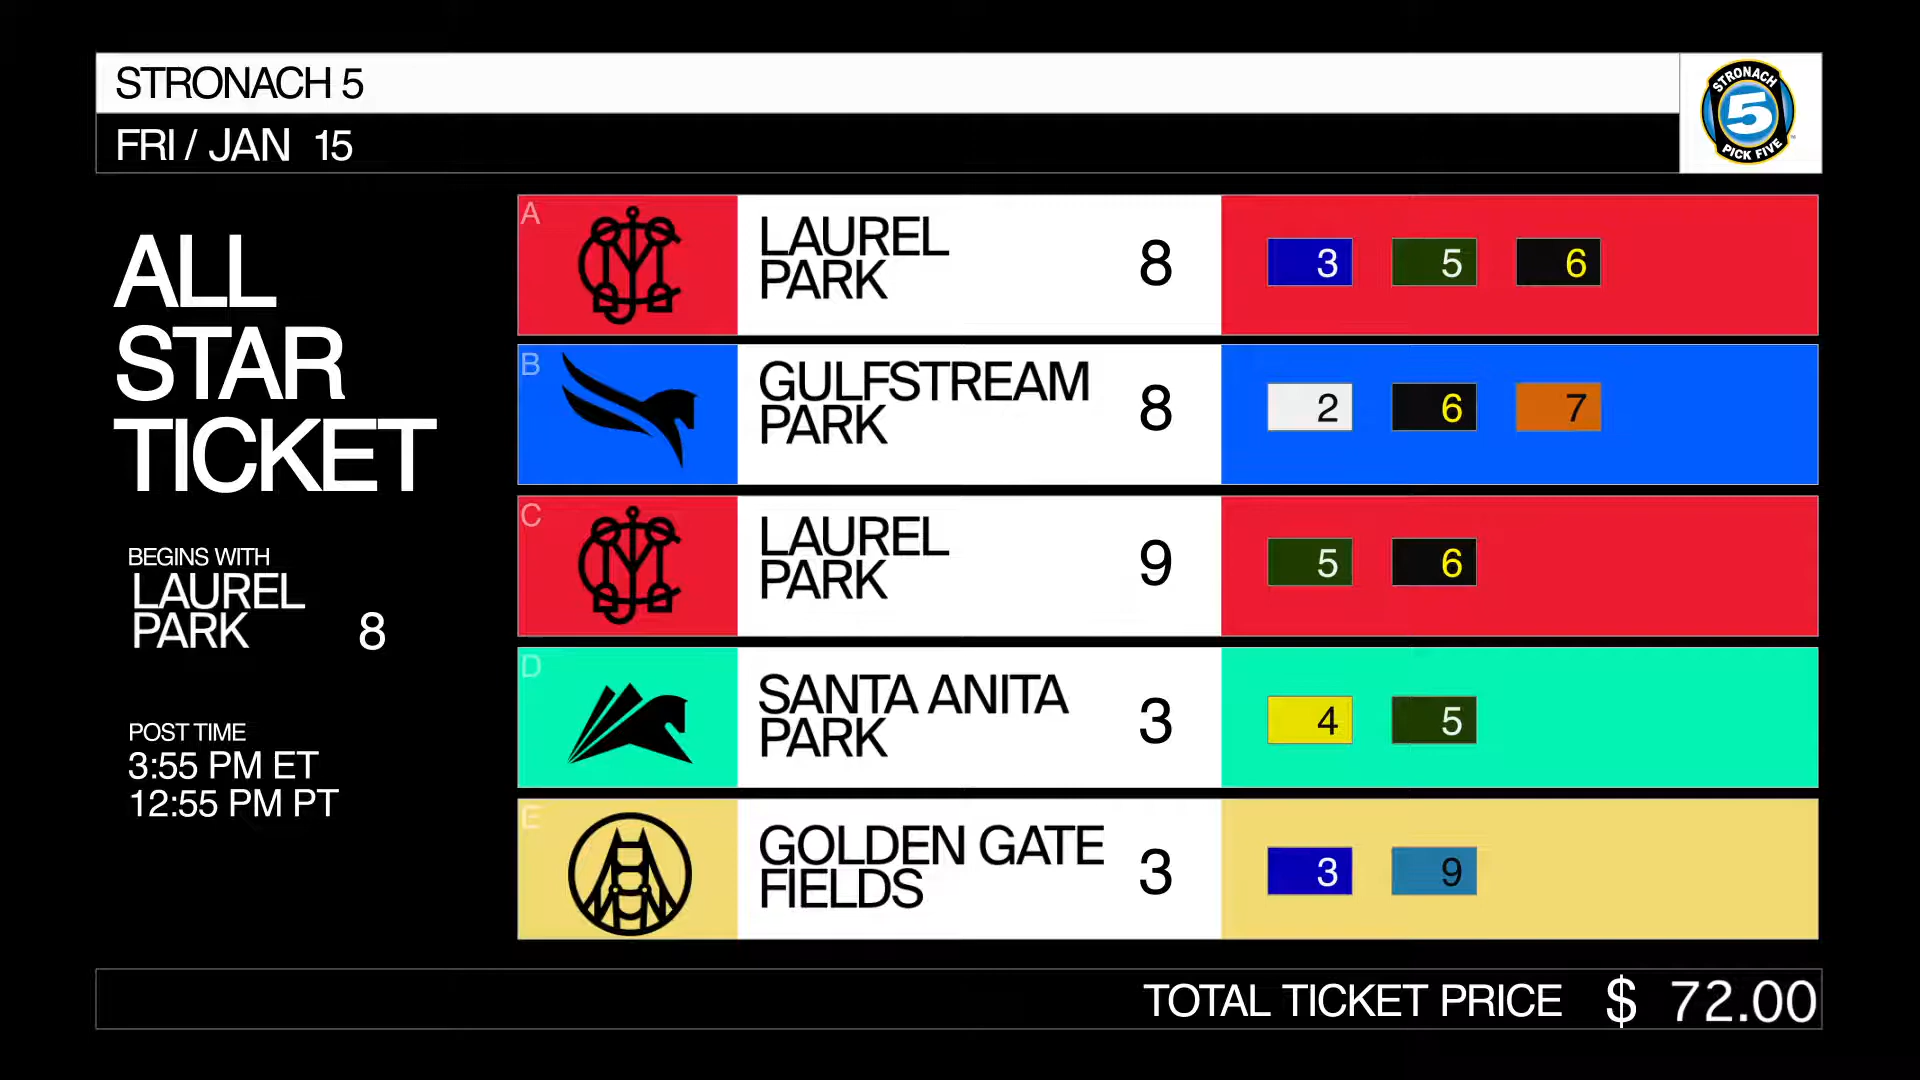 STRONACH 5
STRONACH
5
PICK FIVE
FRI / JAN 15
ALL
STAR
TICKET
BEGINS WITH
LAUREL
PARK 8
POST TIME
3:55 PM ET
12:55 PM PT
A
LAUREL
PARK
8
3 5 6
B
GULFSTREAM
PARK
8
2 6 7
C
LAUREL
PARK
9
5 6
D
SANTA ANITA
PARK
3
4 5
E
GOLDEN GATE
FIELDS
3
3 9
TOTAL TICKET PRICE $ 72.00